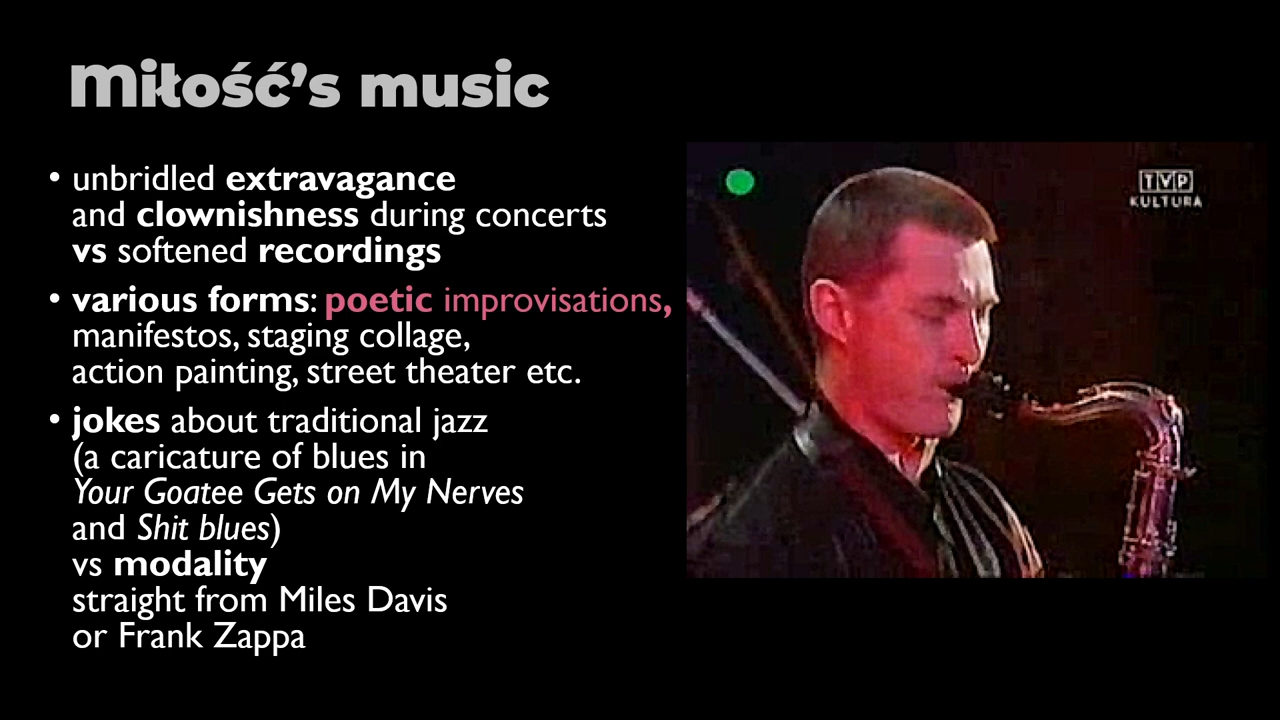 miłość's music
• unbridled extravagance
and clownishness during concerts
vs softened recordings
• various forms: poetic improvisations,
manifestos, staging collage,
action painting, street theater etc.
• jokes about traditional jazz
(a caricature of blues in
Your Goatee Gets on My Nerves
and Shit blues)
vs modality
straight from Miles Davis
or Frank Zappa
TVP
KULTURA